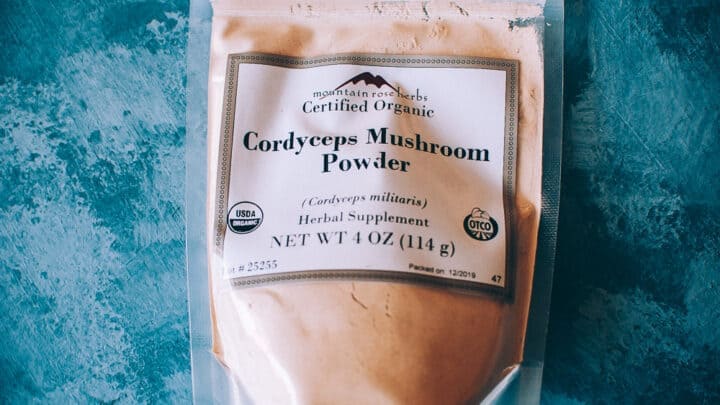 mountain rose herbs
Certified Organic
Cordyceps Mushroom
Powder
(Cordyceps militaris)
Herbal Supplement
USDA
ORGANIC
OTCO
NET WT 4 OZ (114 g)
Lot # 25255
Packed on: 12/2019
47